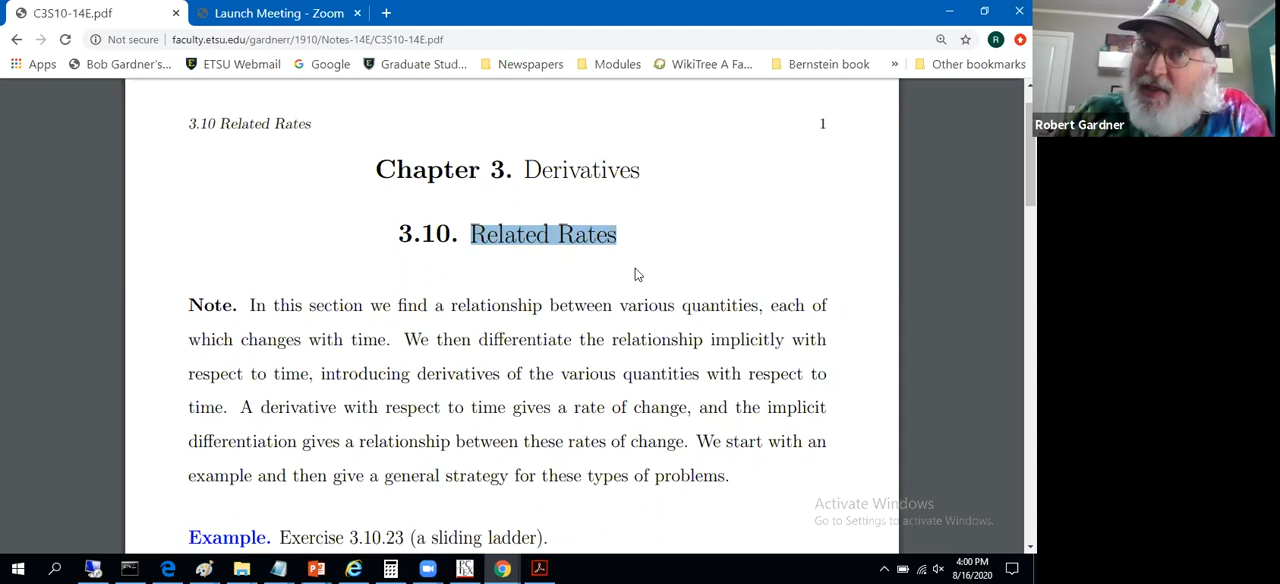 C3S10-14E.pdf
Launch Meeting - Zoom
Not secure
faculty.etsu.edu/gardnerr/1910/Notes-14E/C3S10-14E.pdf
R
Apps
Bob Gardner's...
ETSU Webmail
Google
Graduate Stud...
Newspapers
Modules
WikiTree A Fa...
Bernstein book
»
Other bookmarks
Robert Gardner
3.10 Related Rates 1
Chapter 3. Derivatives
3.10. Related Rates
Note. In this section we find a relationship between various quantities, each of
which changes with time. We then differentiate the relationship implicitly with
respect to time, introducing derivatives of the various quantities with respect to
time. A derivative with respect to time gives a rate of change, and the implicit
differentiation gives a relationship between these rates of change. We start with an
example and then give a general strategy for these types of problems.
Activate Windows
Go to Settings to activate Windows.
Example. Exercise 3.10.23 (a sliding ladder).
4:00 PM
8/16/2020